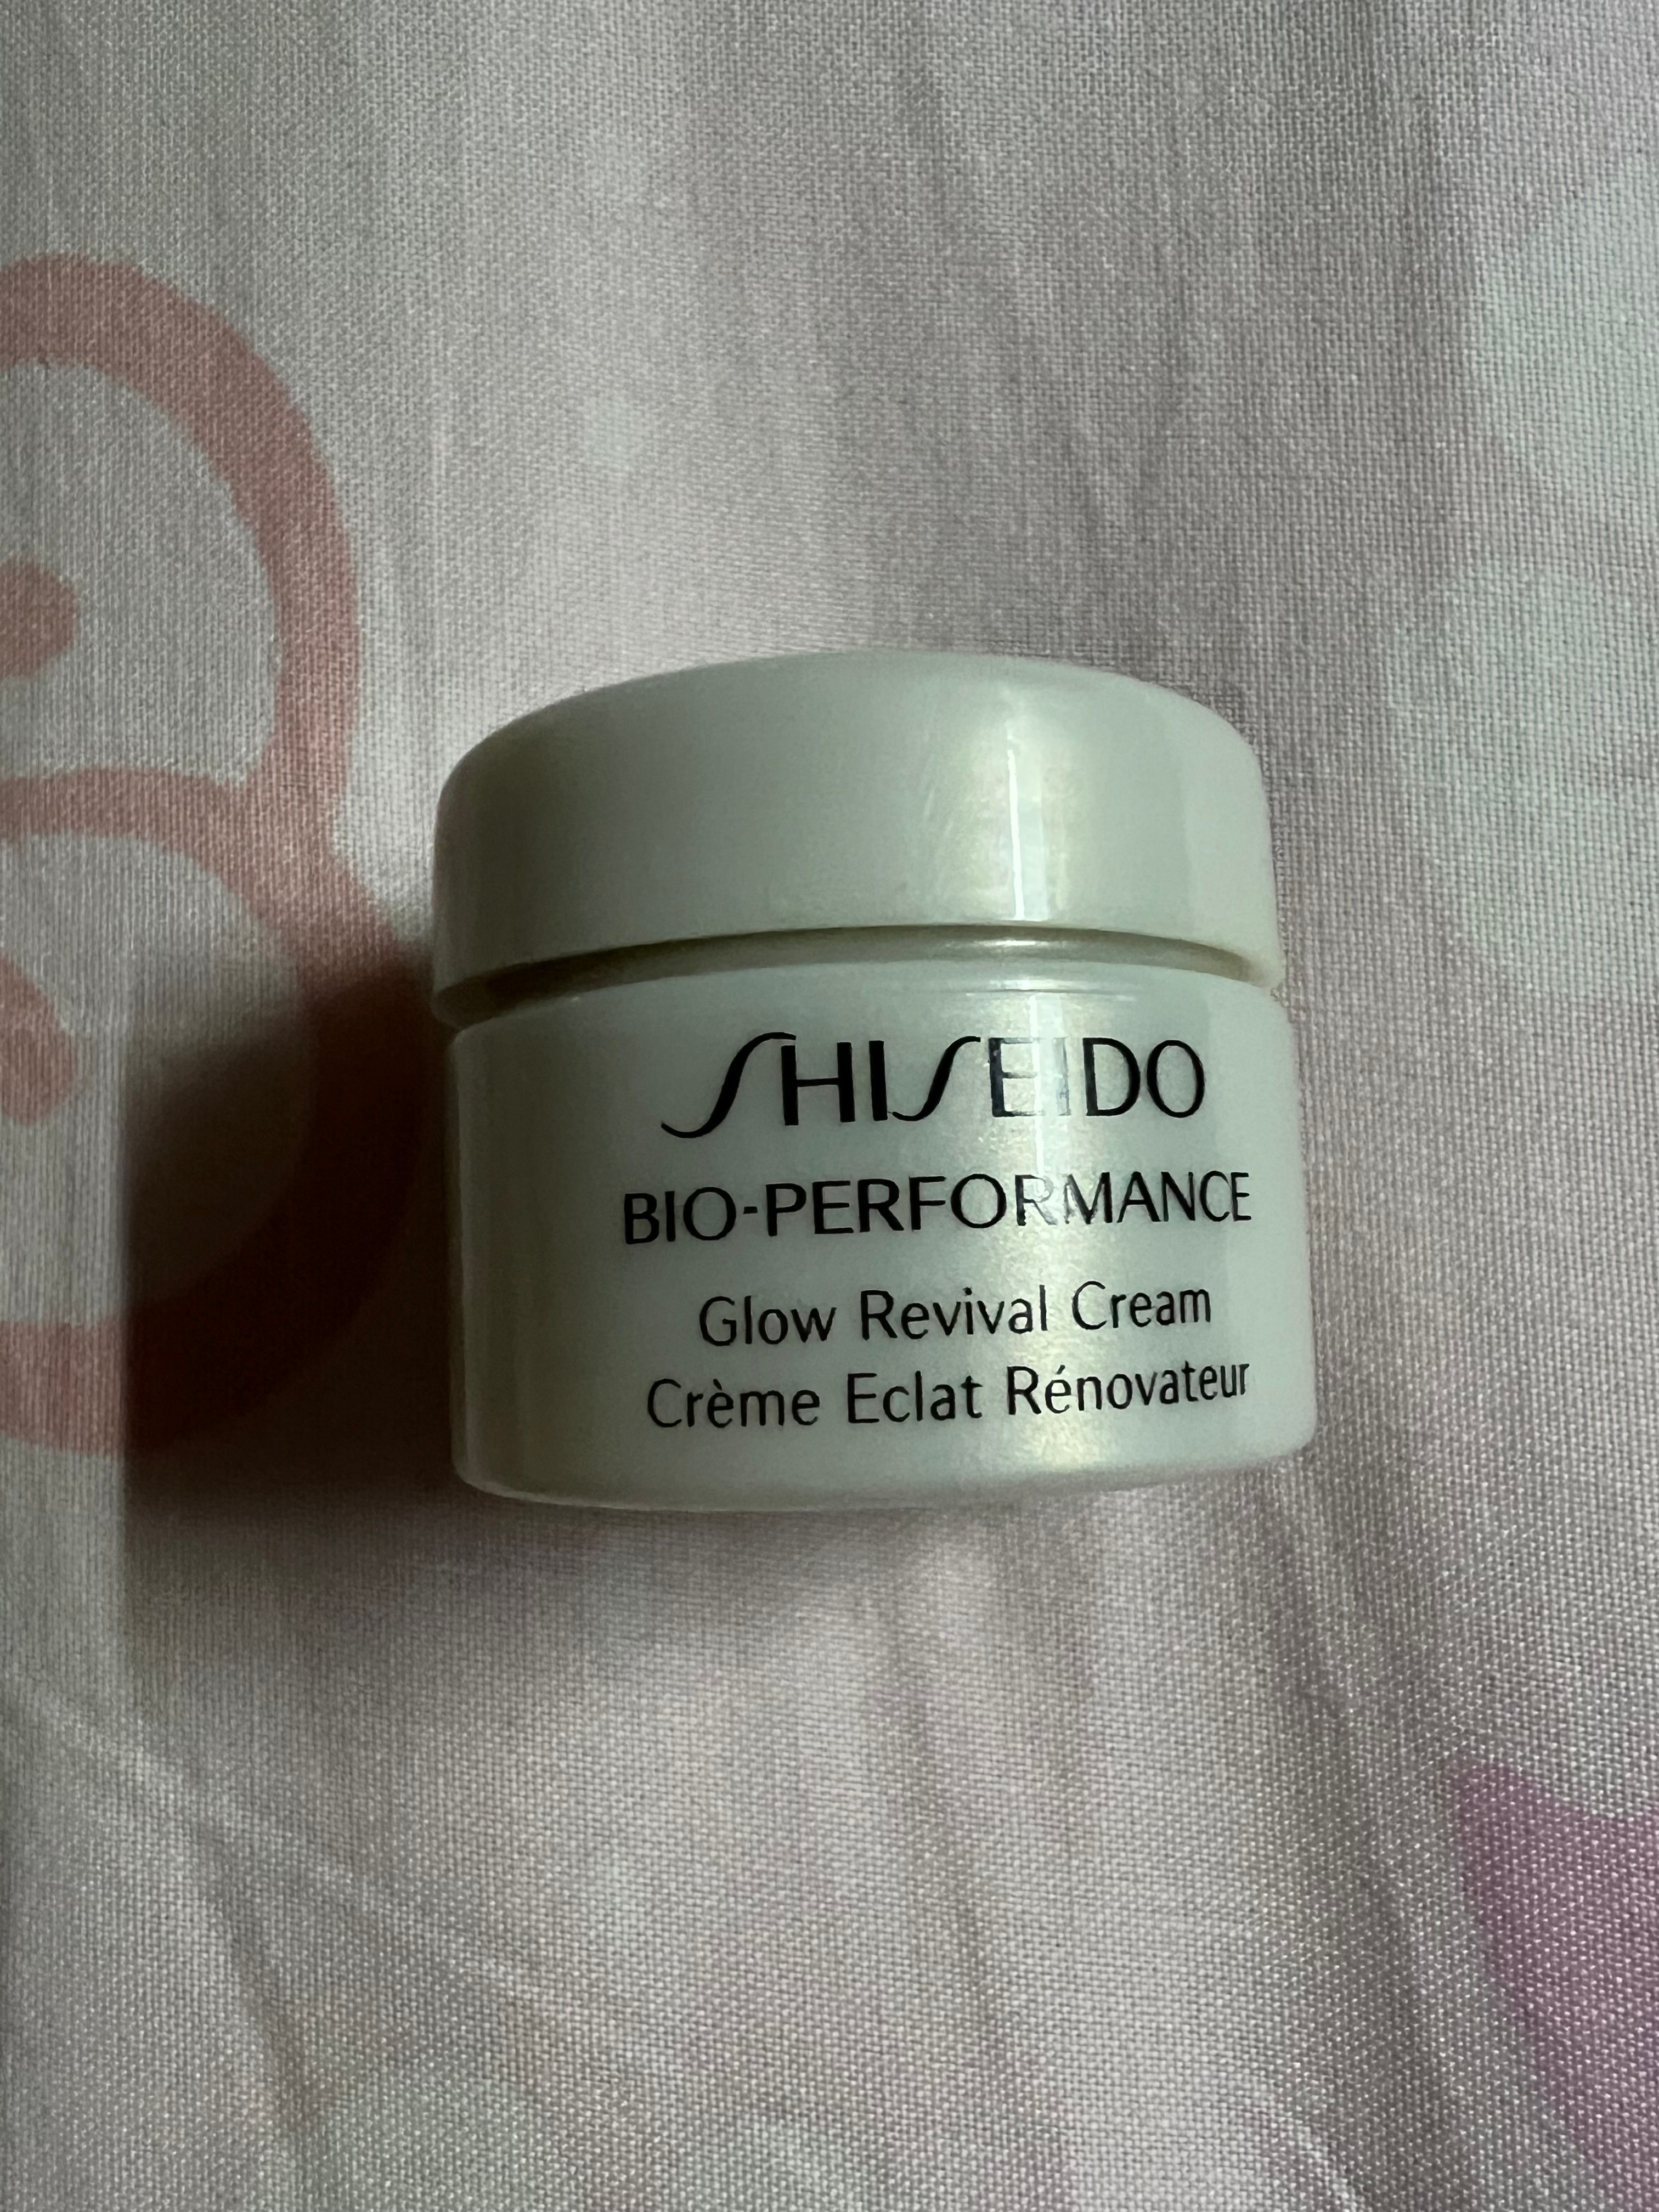 SHISEIDO
BIO-PERFORMANCE
Glow Revival Cream
Crème Eclat Rénovateur